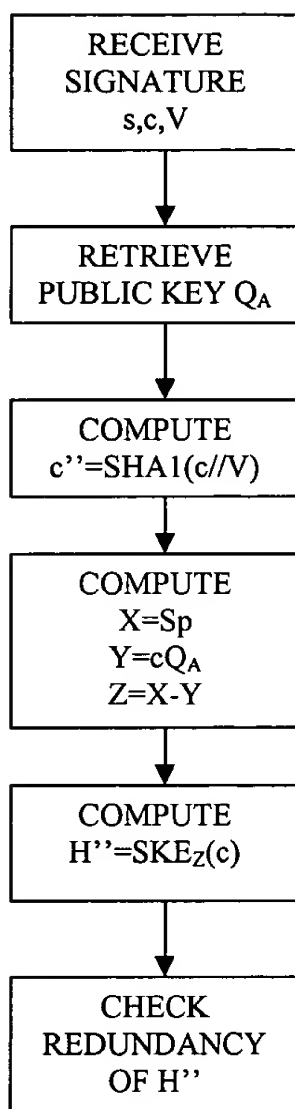 RECEIVE
SIGNATURE
s,c,V
RETRIEVE
PUBLIC KEY QA
COMPUTE
c’’=SHA1(c//V)
COMPUTE
X=Sp
Y=cQA
Z=X-Y
COMPUTE
H’’=SKEZ(c)
CHECK
REDUNDANCY
OF H’’